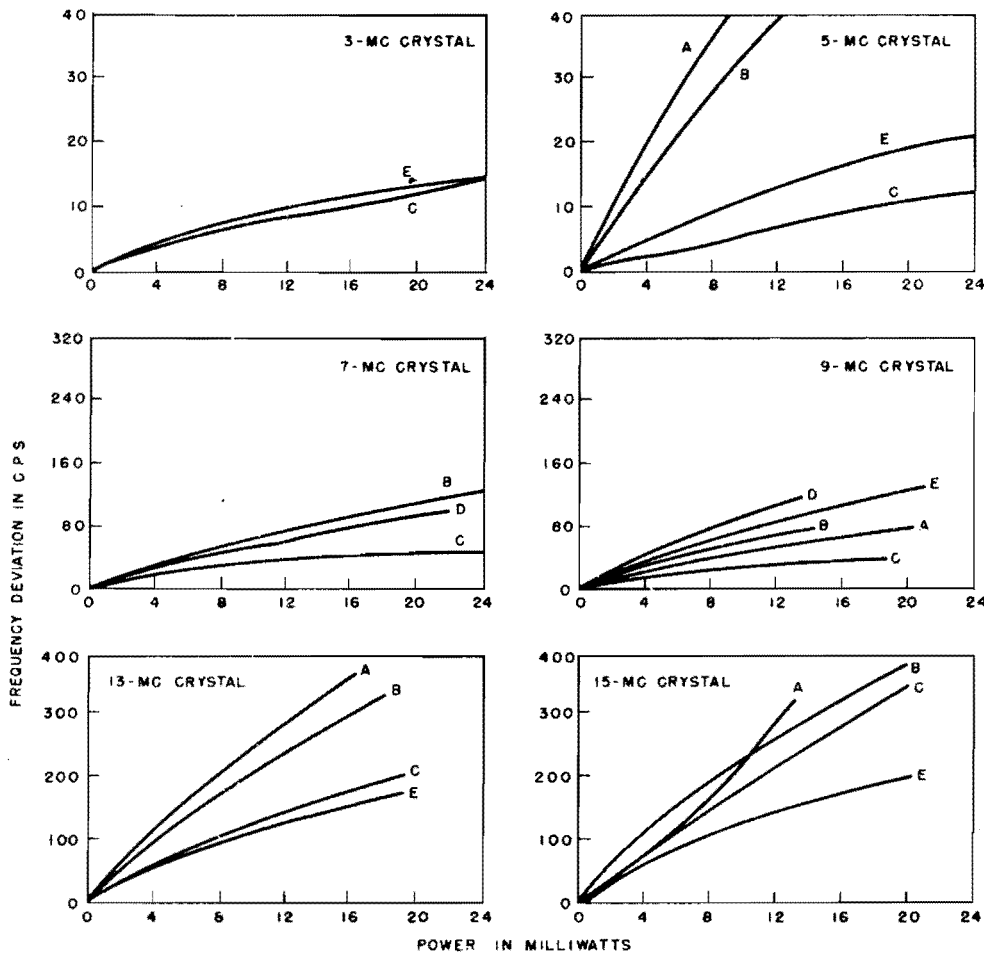 3-MC CRYSTAL
40
30
20
10
0
E
C
0 4 8 12 16 20 24
5-MC CRYSTAL
40
30
20
10
0
A
B
E
C
0 4 8 12 16 20 24
7-MC CRYSTAL
320
240
160
80
0
B
D
C
0 4 8 12 16 20 24
9-MC CRYSTAL
320
240
160
80
0
D
E
B
A
C
0 4 8 12 16 20 24
13-MC CRYSTAL
400
300
200
100
0
A
B
C
E
0 4 8 12 16 20 24
15-MC CRYSTAL
400
300
200
100
0
A
B
C
E
0 4 8 12 16 20 24
FREQUENCY DEVIATION IN CPS
POWER IN MILLIWATTS